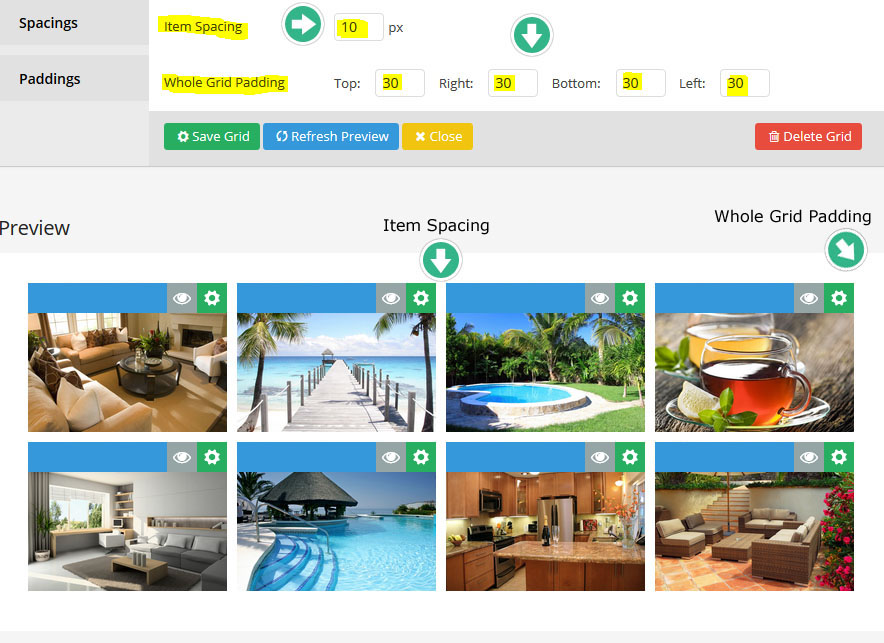 Spacings
Item Spacing 10 px
Paddings
Whole Grid Padding Top: 30 Right: 30 Bottom: 30 Left: 30
Save Grid Refresh Preview Close Delete Grid
Whole Grid Padding
Preview
Item Spacing